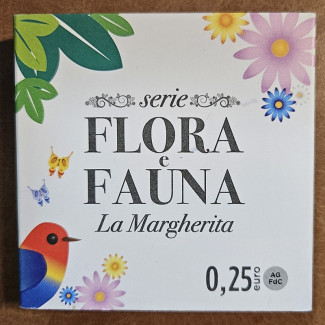 serie
FLORA
e
FAUNA
La Margherita
0,25 euro
AG
FdC